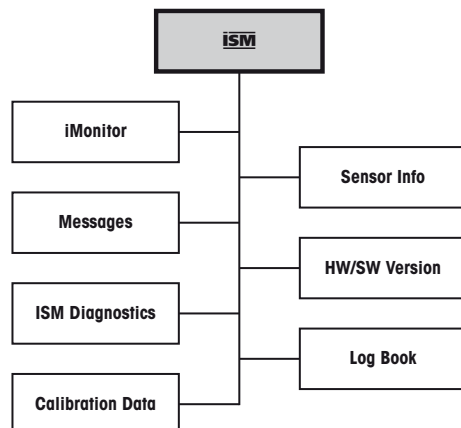 ISM
iMonitor
Sensor Info
Messages
HW/SW Version
ISM Diagnostics
Log Book
Calibration Data